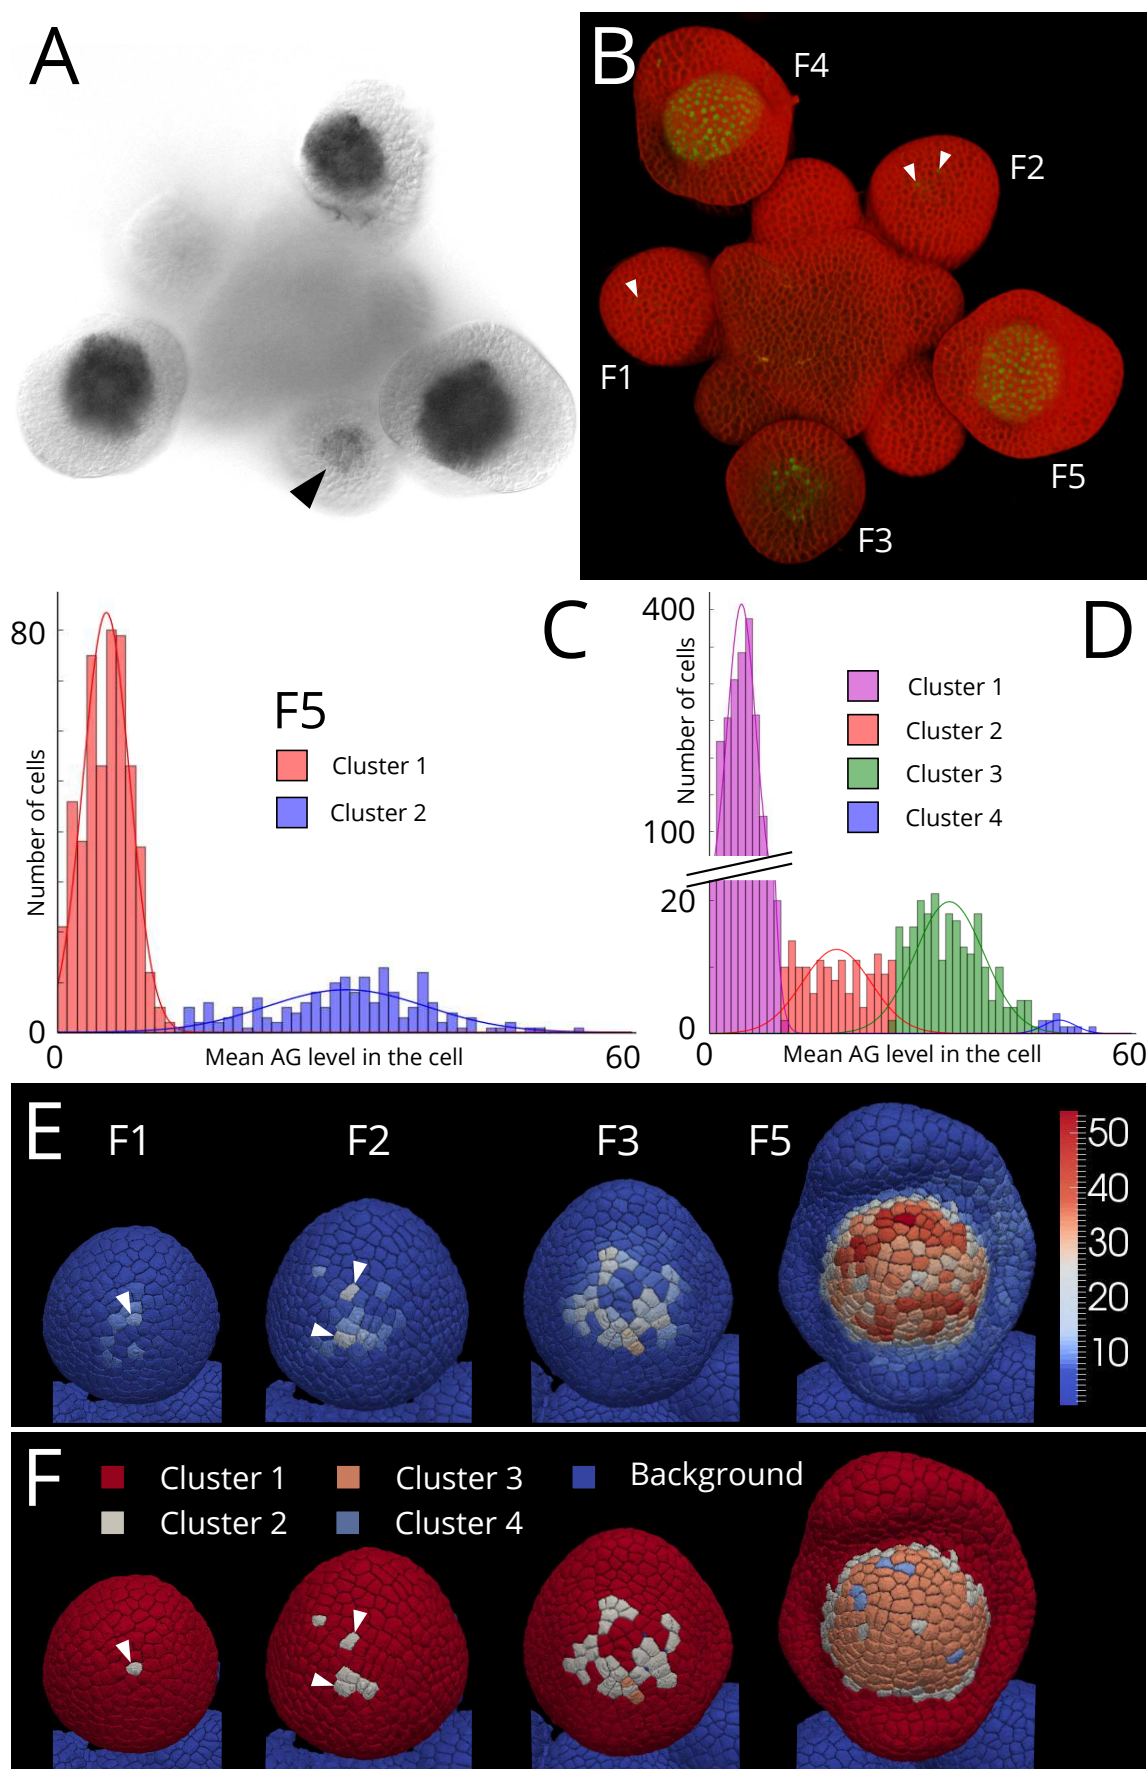 A
B
F4
F2
F1
F5
F3
C
80
Number of cells
F5
Cluster 1
Cluster 2
0
0
Mean AG level in the cell
60
D
400
Number of cells
100
20
0
Cluster 1
Cluster 2
Cluster 3
Cluster 4
0
Mean AG level in the cell
60
E
F1
F2
F3
F5
50
40
30
20
10
F
Cluster 1
Cluster 3
Background
Cluster 2
Cluster 4